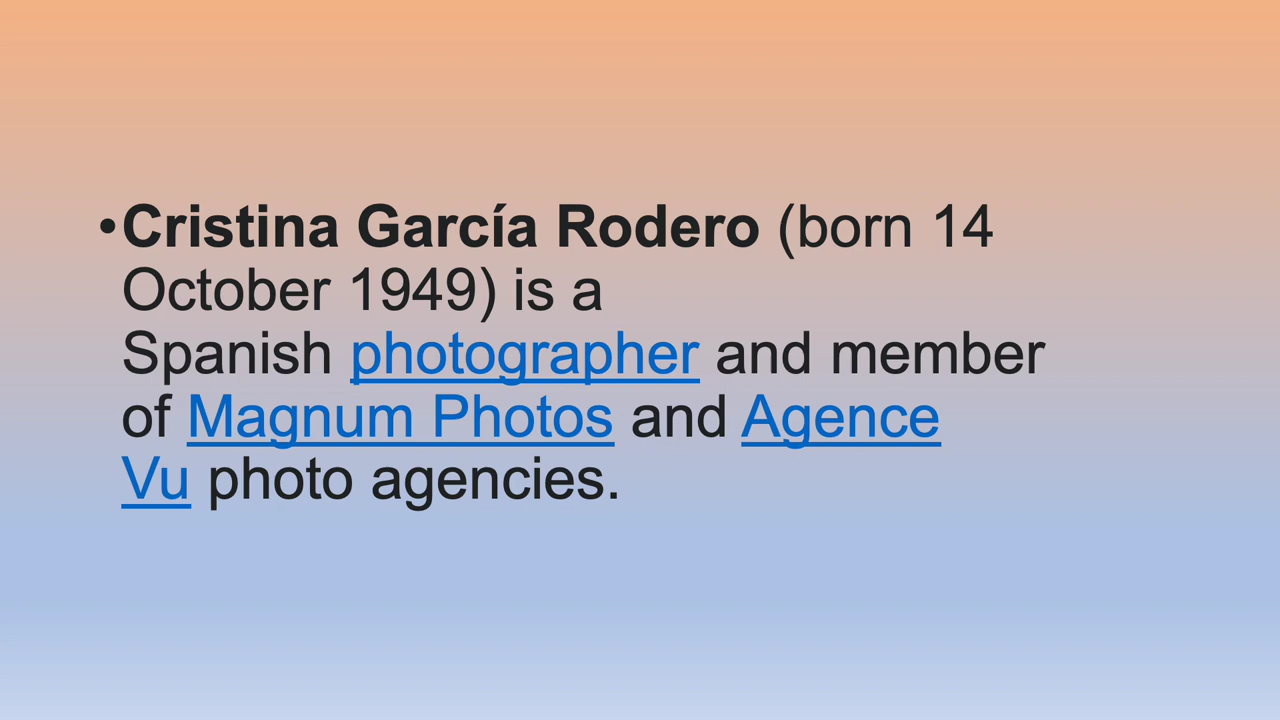 •Cristina García Rodero (born 14
October 1949) is a
Spanish photographer and member
of Magnum Photos and Agence
Vu photo agencies.